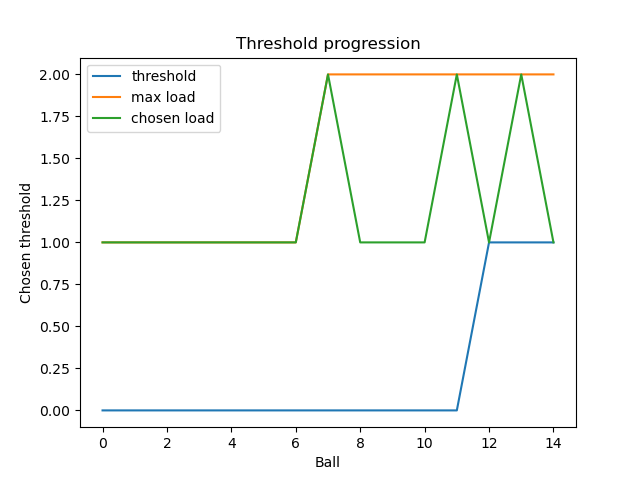 Threshold progression
threshold
max load
chosen load
2.00
1.75
1.50
1.25
1.00
0.75
0.50
0.25
0.00
Chosen threshold
0 2 4 6 8 10 12 14
Ball